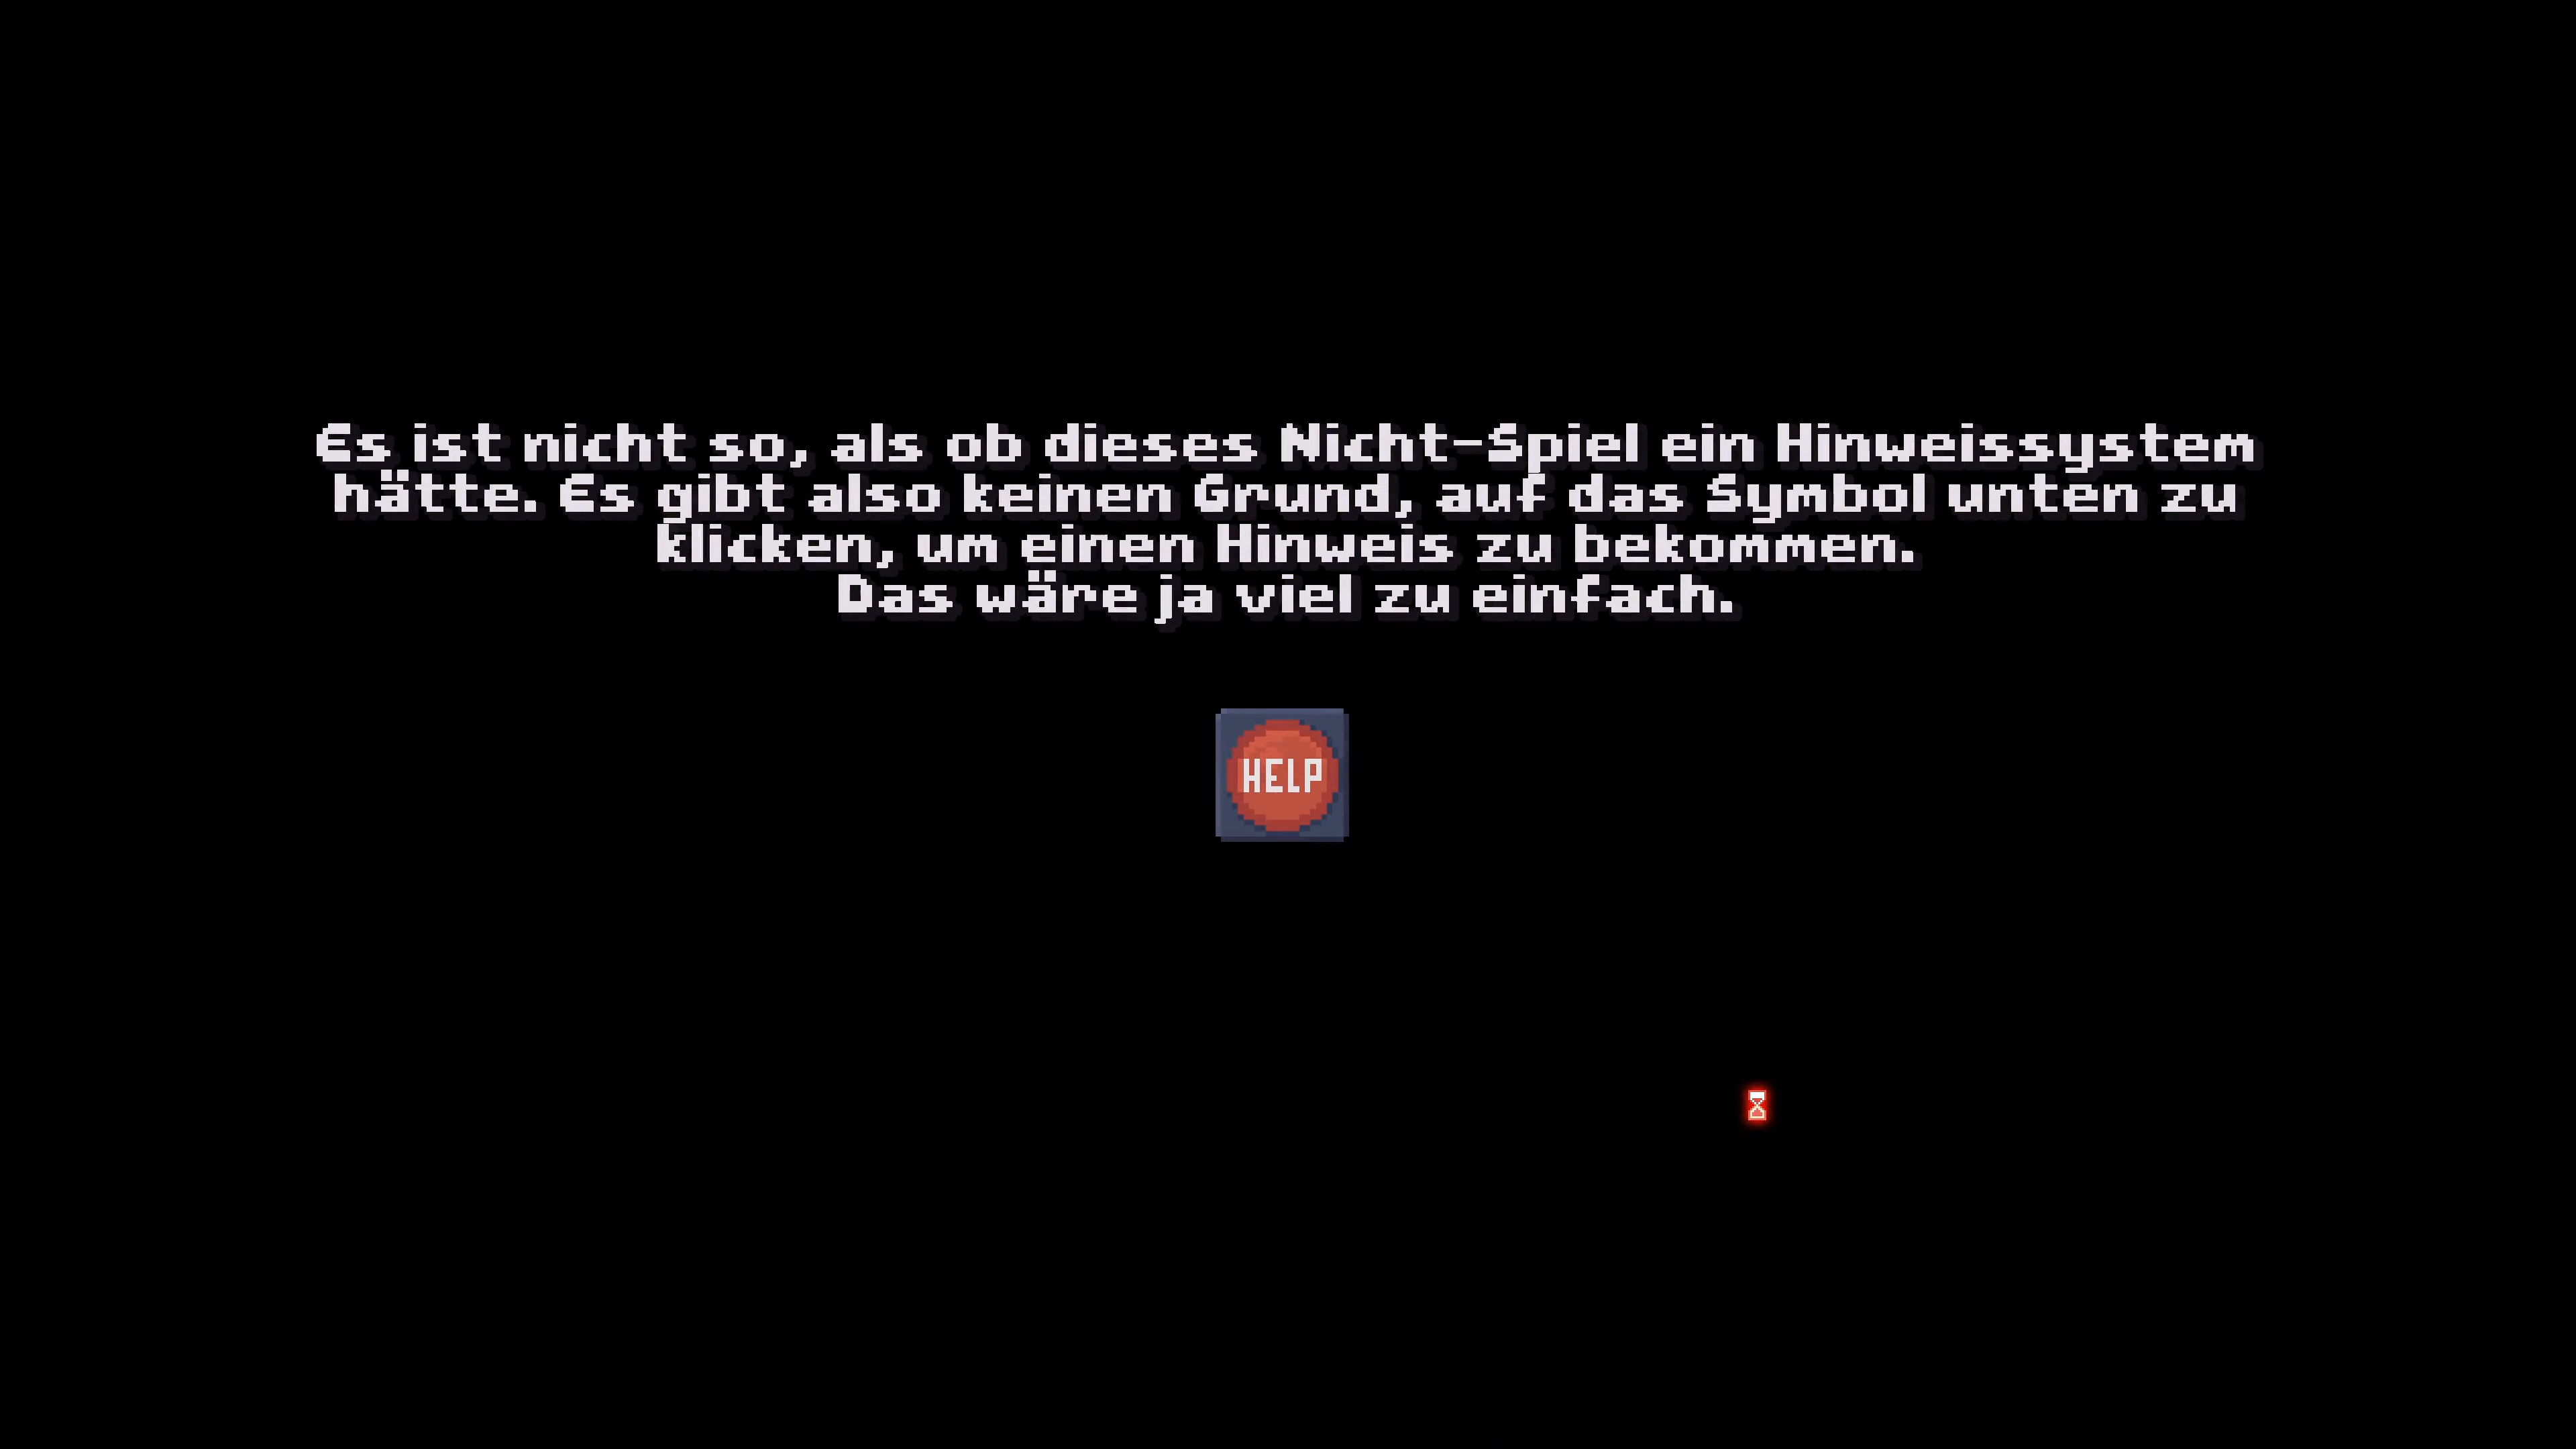 Es ist nicht so, als ob dieses Nicht-Spiel ein Hinweissystem
hätte. Es gibt also keinen Grund, auf das Symbol unten zu
klicken, um einen Hinweis zu bekommen.
Das wäre ja viel zu einfach.
HELP